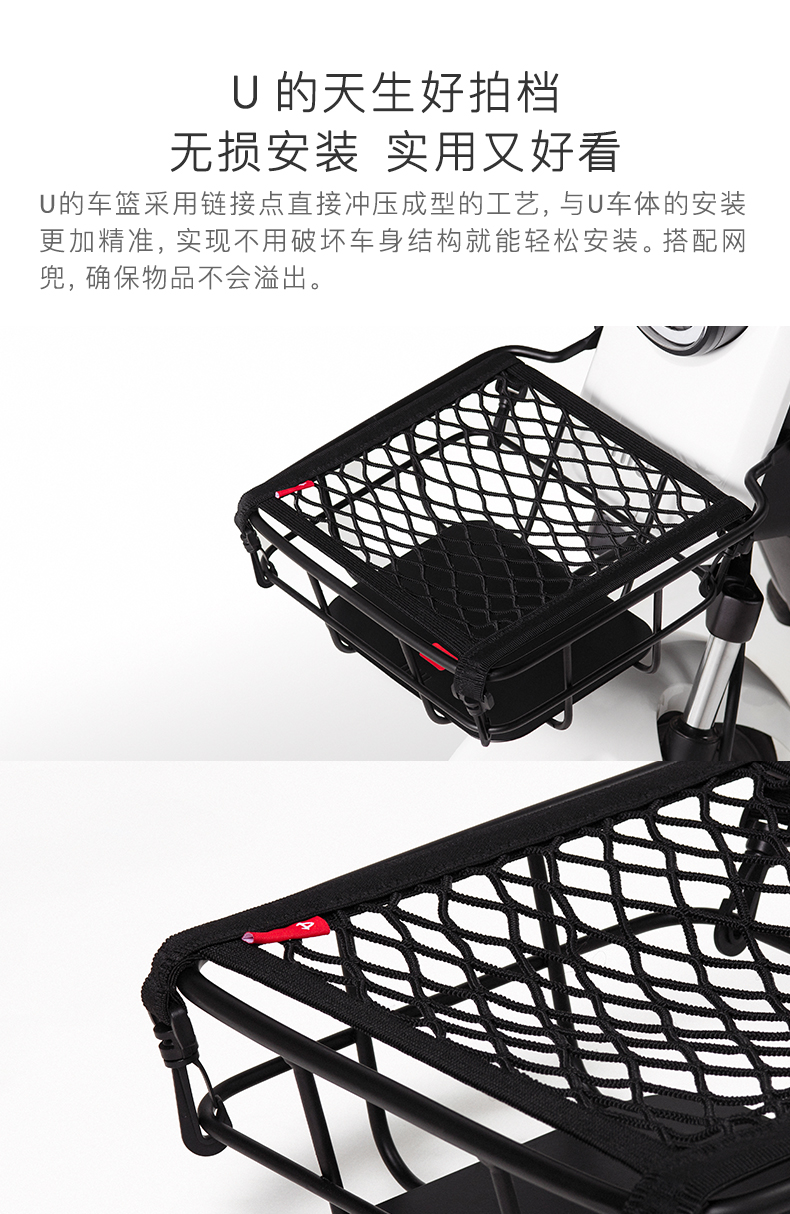 U 的天生好拍档
无损安装 实用又好看
U的车篮采用链接点直接冲压成型的工艺, 与U车体的安装
更加精准, 实现不用破坏车身结构就能轻松安装。搭配网
兜, 确保物品不会溢出。
4